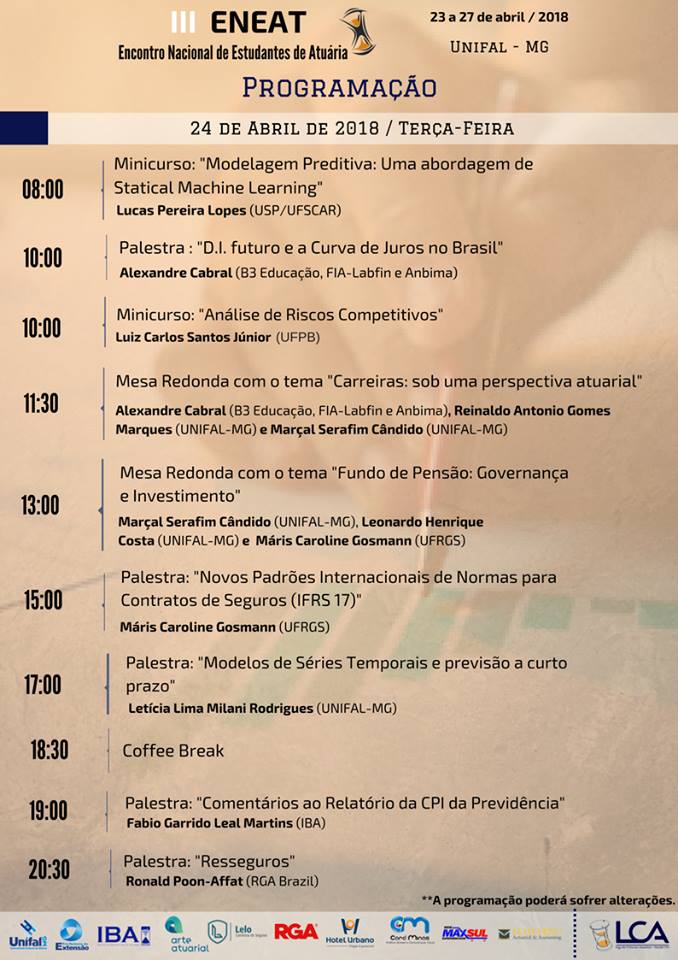 III ENEAT
Encontro Nacional de Estudantes de Atuária
23 a 27 de abril / 2018
Unifal - MG
Programação
24 de Abril de 2018 / Terça-Feira
08:00
Minicurso: "Modelagem Preditiva: Uma abordagem de
Statical Machine Learning"
Lucas Pereira Lopes (USP/UFSCAR)
10:00
Palestra : "D.I. futuro e a Curva de Juros no Brasil"
Alexandre Cabral (B3 Educação, FIA-Labfin e Anbima)
10:00
Minicurso: "Análise de Riscos Competitivos"
Luiz Carlos Santos Júnior (UFPB)
11:30
Mesa Redonda com o tema "Carreiras: sob uma perspectiva atuarial"
Alexandre Cabral (B3 Educação, FIA-Labfin e Anbima), Reinaldo Antonio Gomes
Marques (UNIFAL-MG) e Marçal Serafim Cândido (UNIFAL-MG)
13:00
Mesa Redonda com o tema "Fundo de Pensão: Governança
e Investimento"
Marçal Serafim Cândido (UNIFAL-MG), Leonardo Henrique
Costa (UNIFAL-MG) e Máris Caroline Gosmann (UFRGS)
15:00
Palestra: "Novos Padrões Internacionais de Normas para
Contratos de Seguros (IFRS 17)"
Máris Caroline Gosmann (UFRGS)
17:00
Palestra: "Modelos de Séries Temporais e previsão a curto
prazo"
Letícia Lima Milani Rodrigues (UNIFAL-MG)
18:30
Coffee Break
19:00
Palestra: "Comentários ao Relatório da CPI da Previdência"
Fabio Garrido Leal Martins (IBA)
20:30
Palestra: "Resseguros"
Ronald Poon-Affat (RGA Brazil)
**A programação poderá sofrer alterações.
Unifal
Extensão
IBA
arte
atuarial
Lelo
RGA
Hotel Urbano
Card Minas
MAXSUL
LCA